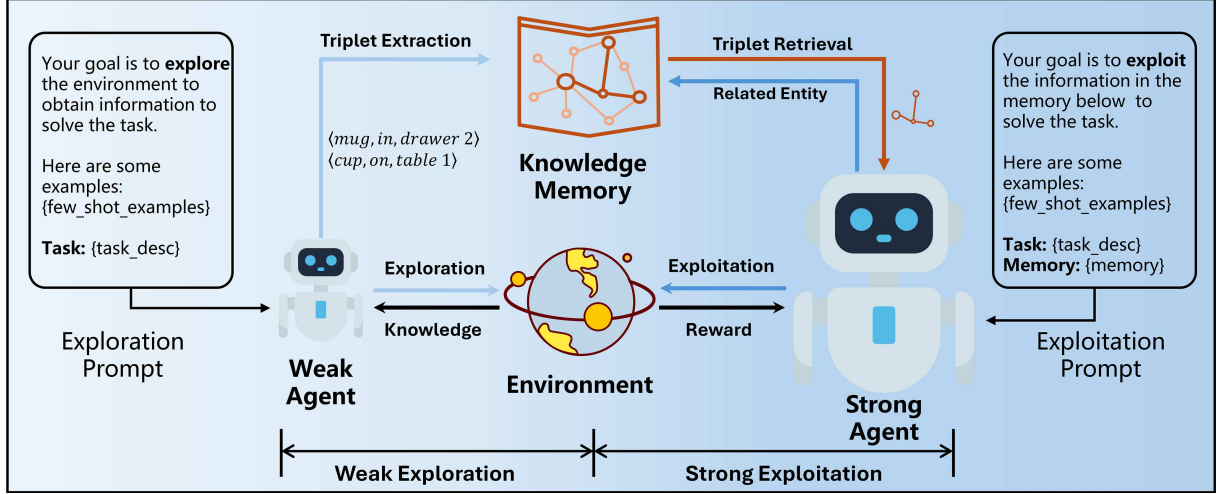 Your goal is to explore
the environment to
obtain information to
solve the task.
Here are some
examples:
{few_shot_examples}
Task: {task_desc}
Exploration
Prompt
Triplet Extraction
⟨mug, in, drawer 2⟩
⟨cup, on, table 1⟩
Knowledge
Memory
Triplet Retrieval
Related Entity
Exploration
Knowledge
Weak
Agent
Environment
Exploitation
Reward
Strong
Agent
Your goal is to exploit
the information in the
memory below to
solve the task.
Here are some
examples:
{few_shot_examples}
Task: {task_desc}
Memory: {memory}
Exploitation
Prompt
Weak Exploration
Strong Exploitation